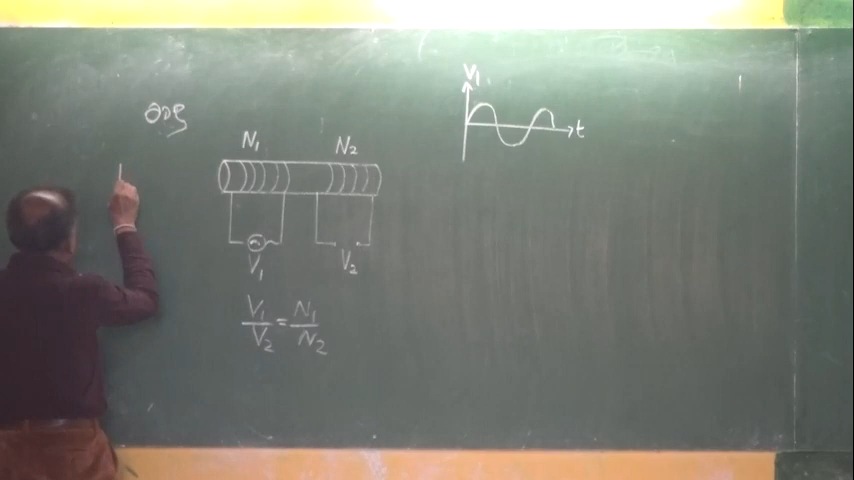 N₁
N₂
V₁
V₂
V₁/V₂ = N₁/N₂
V₁
t